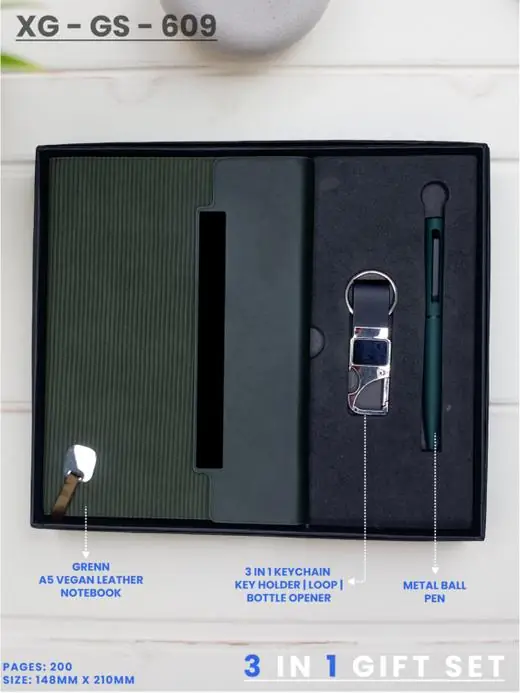 XG - GS - 609
GRENN
A5 VEGAN LEATHER
NOTEBOOK
3 IN 1 KEYCHAIN
KEY HOLDER | LOOP |
BOTTLE OPENER
METAL BALL
PEN
PAGES: 200
SIZE: 148MM X 210MM
3 IN 1 GIFT SET